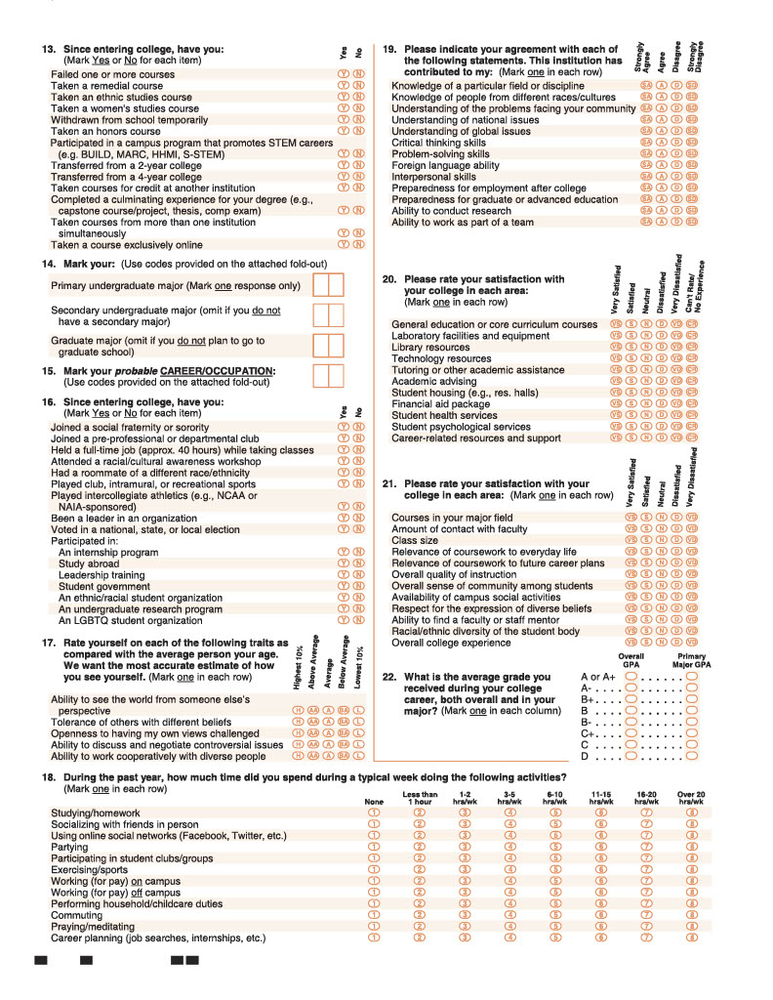 13. Since entering college, have you:
(Mark Yes or No for each item)
Yes
No
Failed one or more courses Y N
Taken a remedial course Y N
Taken an ethnic studies course Y N
Taken a women's studies course Y N
Withdrawn from school temporarily Y N
Taken an honors course Y N
Participated in a campus program that promotes STEM careers
(e.g. BUILD, MARC, HHMI, S-STEM) Y N
Transferred from a 2-year college Y N
Transferred from a 4-year college Y N
Taken courses for credit at another institution Y N
Completed a culminating experience for your degree (e.g.,
capstone course/project, thesis, comp exam) Y N
Taken courses from more than one institution
simultaneously Y N
Taken a course exclusively online Y N
14. Mark your: (Use codes provided on the attached fold-out)
Primary undergraduate major (Mark one response only)
Secondary undergraduate major (omit if you do not
have a secondary major)
Graduate major (omit if you do not plan to go to
graduate school)
15. Mark your probable CAREER/OCCUPATION:
(Use codes provided on the attached fold-out)
16. Since entering college, have you:
(Mark Yes or No for each item)
Yes
No
Joined a social fraternity or sorority Y N
Joined a pre-professional or departmental club Y N
Held a full-time job (approx. 40 hours) while taking classes Y N
Attended a racial/cultural awareness workshop Y N
Had a roommate of a different race/ethnicity Y N
Played club, intramural, or recreational sports Y N
Played intercollegiate athletics (e.g., NCAA or
NAIA-sponsored) Y N
Been a leader in an organization Y N
Voted in a national, state, or local election Y N
Participated in:
An internship program Y N
Study abroad Y N
Leadership training Y N
Student government Y N
An ethnic/racial student organization Y N
An undergraduate research program Y N
An LGBTQ student organization Y N
17. Rate yourself on each of the following traits as
compared with the average person your age.
We want the most accurate estimate of how
you see yourself. (Mark one in each row)
Highest 10%
Above Average
Average
Below Average
Lowest 10%
Ability to see the world from someone else's
perspective H AA A BA L
Tolerance of others with different beliefs H AA A BA L
Openness to having my own views challenged H AA A BA L
Ability to discuss and negotiate controversial issues H AA A BA L
Ability to work cooperatively with diverse people H AA A BA L
19. Please indicate your agreement with each of
the following statements. This institution has
contributed to my: (Mark one in each row)
Strongly Agree
Agree
Disagree
Strongly Disagree
Knowledge of a particular field or discipline SA A D SD
Knowledge of people from different races/cultures SA A D SD
Understanding of the problems facing your community SA A D SD
Understanding of national issues SA A D SD
Understanding of global issues SA A D SD
Critical thinking skills SA A D SD
Problem-solving skills SA A D SD
Foreign language ability SA A D SD
Interpersonal skills SA A D SD
Preparedness for employment after college SA A D SD
Preparedness for graduate or advanced education SA A D SD
Ability to conduct research SA A D SD
Ability to work as part of a team SA A D SD
20. Please rate your satisfaction with
your college in each area:
(Mark one in each row)
Very Satisfied
Satisfied
Neutral
Dissatisfied
Very Dissatisfied
Can't Rate/
No Experience
General education or core curriculum courses VS S N D VD CR
Laboratory facilities and equipment VS S N D VD CR
Library resources VS S N D VD CR
Technology resources VS S N D VD CR
Tutoring or other academic assistance VS S N D VD CR
Academic advising VS S N D VD CR
Student housing (e.g., res. halls) VS S N D VD CR
Financial aid package VS S N D VD CR
Student health services VS S N D VD CR
Student psychological services VS S N D VD CR
Career-related resources and support VS S N D VD CR
21. Please rate your satisfaction with your
college in each area: (Mark one in each row)
Very Satisfied
Satisfied
Neutral
Dissatisfied
Very Dissatisfied
Courses in your major field VS S N D VD
Amount of contact with faculty VS S N D VD
Class size VS S N D VD
Relevance of coursework to everyday life VS S N D VD
Relevance of coursework to future career plans VS S N D VD
Overall quality of instruction VS S N D VD
Overall sense of community among students VS S N D VD
Availability of campus social activities VS S N D VD
Respect for the expression of diverse beliefs VS S N D VD
Ability to find a faculty or staff mentor VS S N D VD
Racial/ethnic diversity of the student body VS S N D VD
Overall college experience VS S N D VD
22. What is the average grade you
received during your college
career, both overall and in your
major? (Mark one in each column)
Overall GPA
Primary Major GPA
A or A+ . . . . . .
A- . . . . . . . . . .
B+ . . . . . . . . . .
B . . . . . . . . . .
B- . . . . . . . . . .
C+ . . . . . . . . . .
C . . . . . . . . . .
D . . . . . . . . . .
18. During the past year, how much time did you spend during a typical week doing the following activities?
(Mark one in each row)
None
Less than 1 hour
1-2 hrs/wk
3-5 hrs/wk
6-10 hrs/wk
11-15 hrs/wk
16-20 hrs/wk
Over 20 hrs/wk
Studying/homework 1 2 3 4 5 6 7 8
Socializing with friends in person 1 2 3 4 5 6 7 8
Using online social networks (Facebook, Twitter, etc.) 1 2 3 4 5 6 7 8
Partying 1 2 3 4 5 6 7 8
Participating in student clubs/groups 1 2 3 4 5 6 7 8
Exercising/sports 1 2 3 4 5 6 7 8
Working (for pay) on campus 1 2 3 4 5 6 7 8
Working (for pay) off campus 1 2 3 4 5 6 7 8
Performing household/childcare duties 1 2 3 4 5 6 7 8
Commuting 1 2 3 4 5 6 7 8
Praying/meditating 1 2 3 4 5 6 7 8
Career planning (job searches, internships, etc.) 1 2 3 4 5 6 7 8